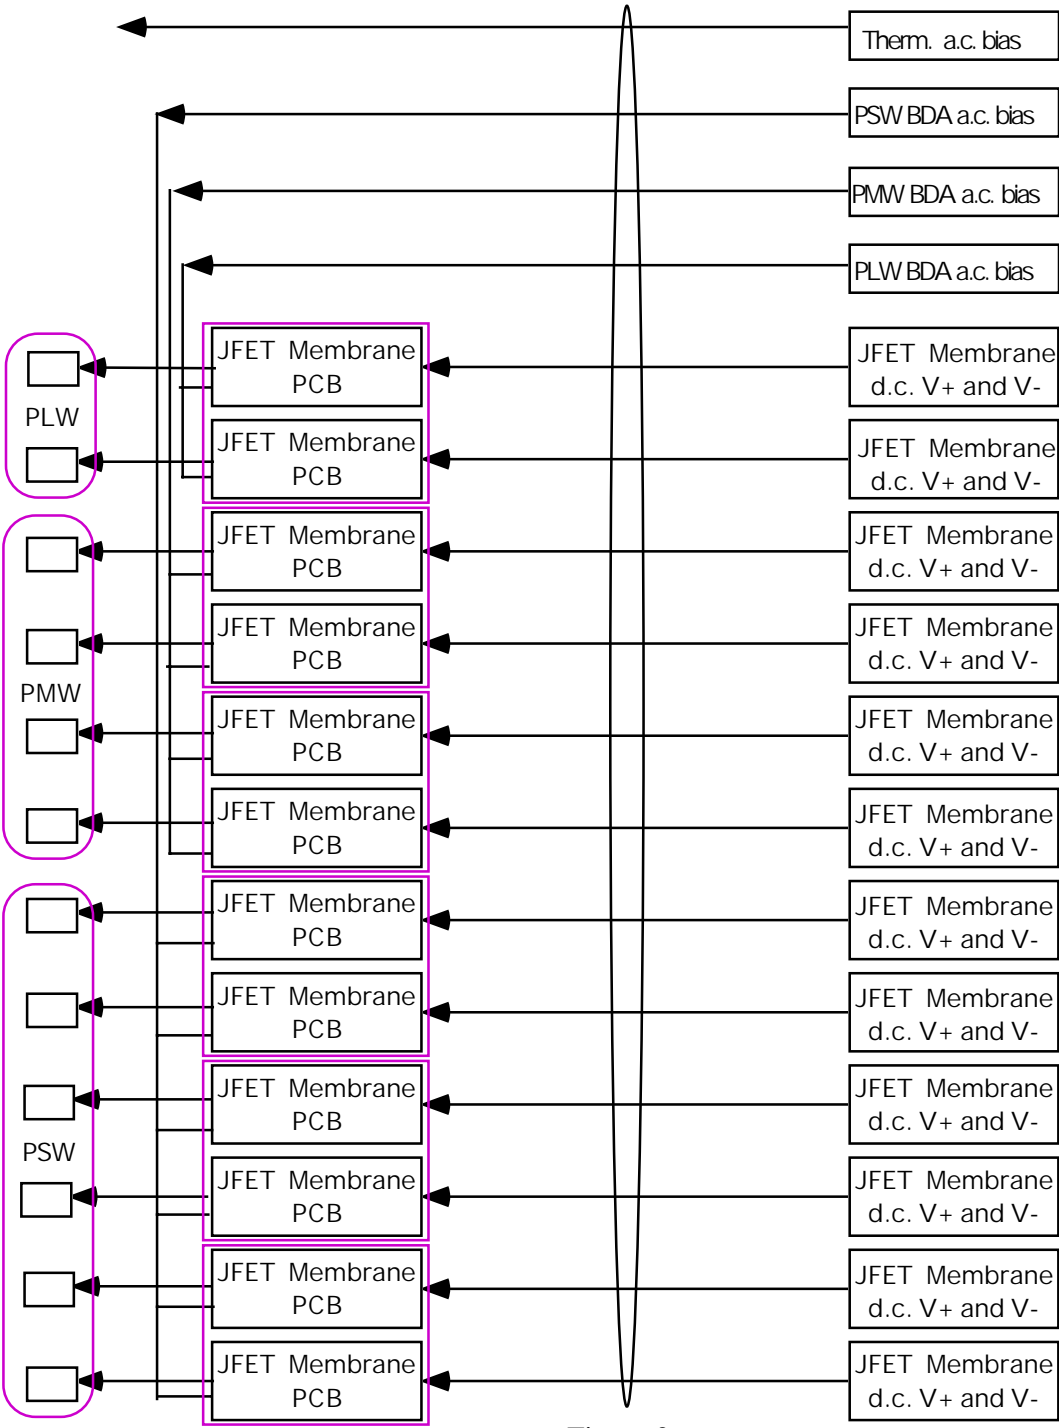 Therm. a.c. bias
PSW BDA a.c. bias
PMW BDA a.c. bias
PLW BDA a.c. bias
PLW
JFET Membrane
PCB
JFET Membrane
d.c. V+ and V-
JFET Membrane
PCB
JFET Membrane
d.c. V+ and V-
PMW
JFET Membrane
PCB
JFET Membrane
d.c. V+ and V-
JFET Membrane
PCB
JFET Membrane
d.c. V+ and V-
JFET Membrane
PCB
JFET Membrane
d.c. V+ and V-
JFET Membrane
PCB
JFET Membrane
d.c. V+ and V-
PSW
JFET Membrane
PCB
JFET Membrane
d.c. V+ and V-
JFET Membrane
PCB
JFET Membrane
d.c. V+ and V-
JFET Membrane
PCB
JFET Membrane
d.c. V+ and V-
JFET Membrane
PCB
JFET Membrane
d.c. V+ and V-
JFET Membrane
PCB
JFET Membrane
d.c. V+ and V-
JFET Membrane
PCB
JFET Membrane
d.c. V+ and V-